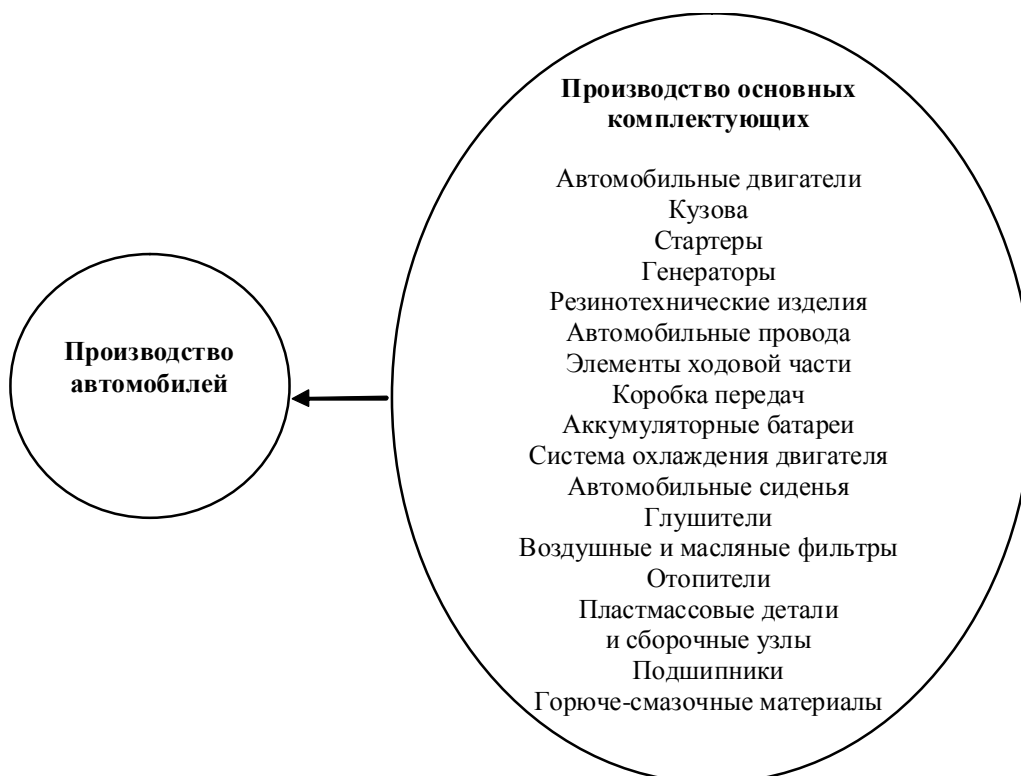 Производство основных
комплектующих
Автомобильные двигатели
Кузова
Стартеры
Генераторы
Резинотехнические изделия
Автомобильные провода
Элементы ходовой части
Коробка передач
Аккумуляторные батареи
Система охлаждения двигателя
Автомобильные сиденья
Глушители
Воздушные и масляные фильтры
Отопители
Пластмассовые детали
и сборочные узлы
Подшипники
Горюче-смазочные материалы
Производство
автомобилей